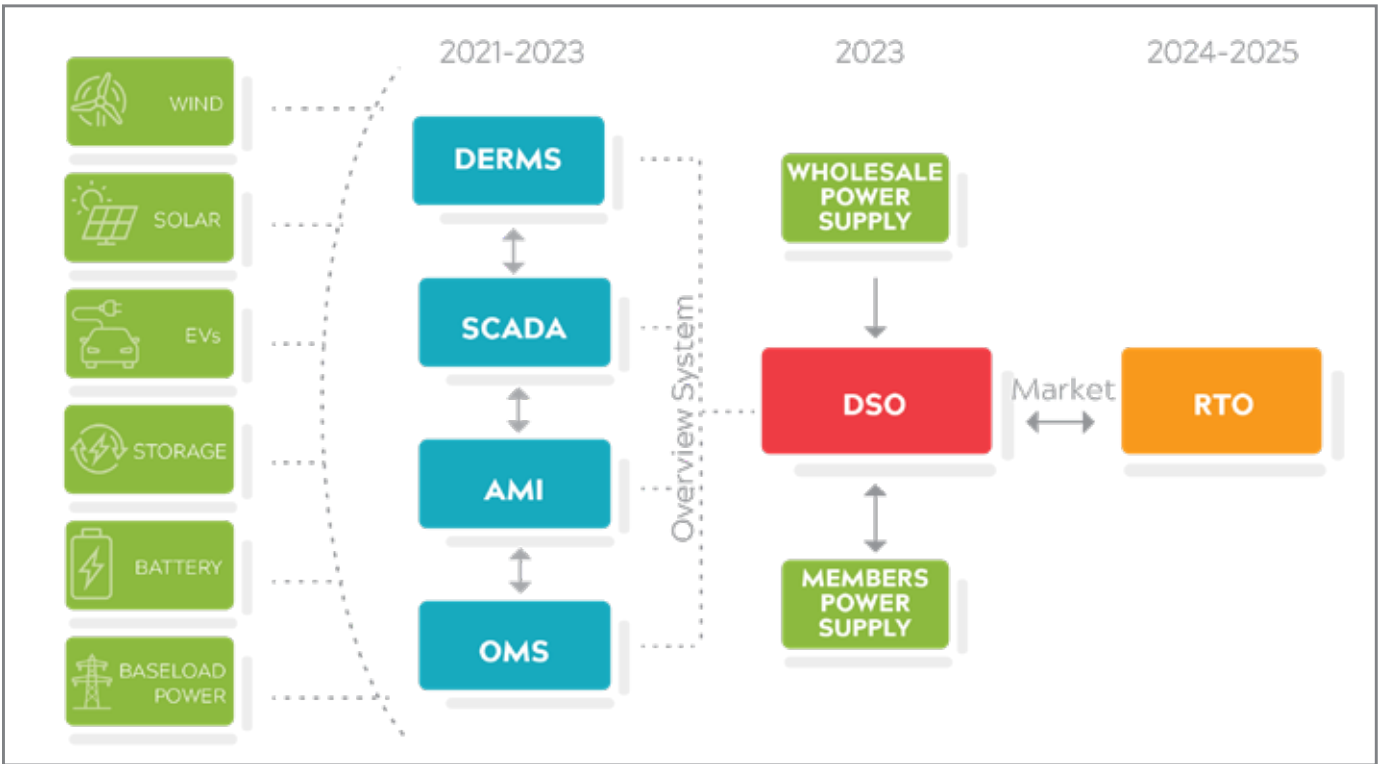 2021-2023
2023
2024-2025
WIND
SOLAR
EVs
STORAGE
BATTERY
BASELOAD
POWER
DERMS
SCADA
AMI
OMS
Overview System
WHOLESALE
POWER
SUPPLY
DSO
MEMBERS
POWER
SUPPLY
Market
RTO